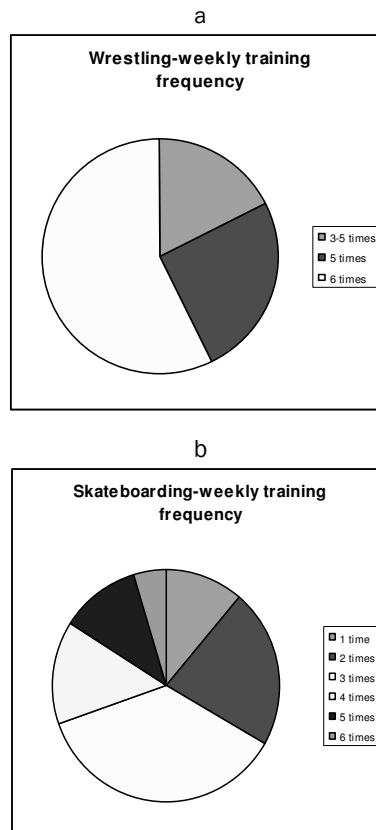 a
Wrestling-weekly training
frequency
3-5 times
5 times
6 times
b
Skateboarding-weekly training
frequency
1 time
2 times
3 times
4 times
5 times
6 times